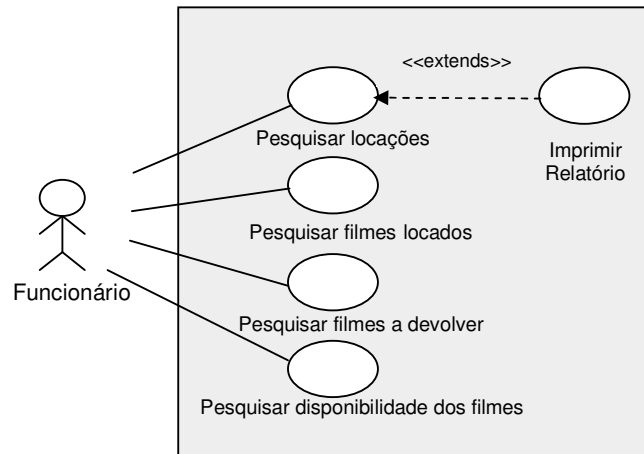 <<extends>>
Pesquisar locações
Imprimir
Relatório
Pesquisar filmes locados
Funcionário
Pesquisar filmes a devolver
Pesquisar disponibilidade dos filmes